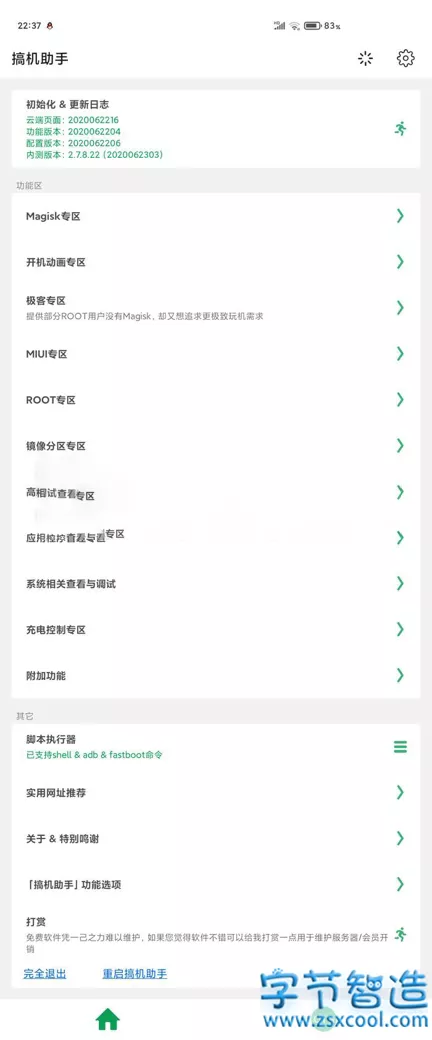 22:37
83%
搞机助手
初始化 & 更新日志
云端页面：2020062216
功能版本：2020062204
配置版本：2020062206
内测版本：2.7.8.22 (2020062303)
功能区
Magisk专区
开机动画专区
极客专区
提供部分ROOT用户没有Magisk，却又想追求更极致玩机需求
MIUI专区
ROOT专区
镜像分区专区
查看专区
应用
专区
系统相关查看与调试
充电控制专区
附加功能
其它
脚本执行器
已支持shell & adb & fastboot命令
实用网址推荐
关于 & 特别鸣谢
「搞机助手」功能选项
打赏
免费软件凭一己之力难以维护，如果您觉得软件不错可以给我打赏一点用于维护服务器/会员开
销
完全退出 重启搞机助手
字节智造
www.zsxcool.com